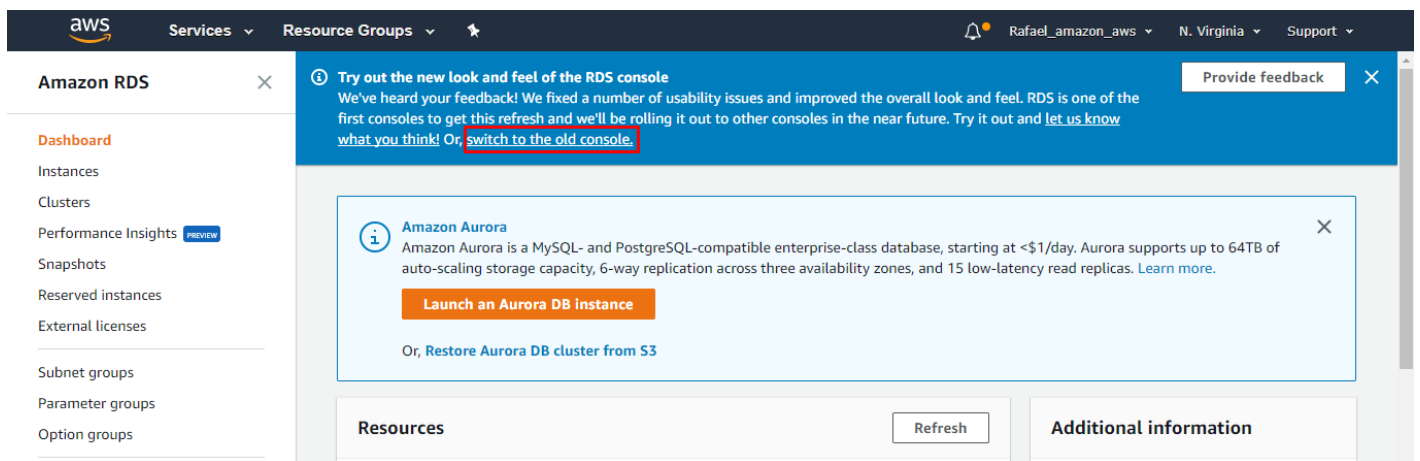 aws Services Resource Groups Rafael_amazon_aws N. Virginia Support
Amazon RDS
Dashboard
Instances
Clusters
Performance Insights PREVIEW
Snapshots
Reserved instances
External licenses
Subnet groups
Parameter groups
Option groups
Try out the new look and feel of the RDS console
We've heard your feedback! We fixed a number of usability issues and improved the overall look and feel. RDS is one of the
first consoles to get this refresh and we'll be rolling it out to other consoles in the near future. Try it out and let us know
what you think! Or, switch to the old console.
Provide feedback
Amazon Aurora
Amazon Aurora is a MySQL- and PostgreSQL-compatible enterprise-class database, starting at <$1/day. Aurora supports up to 64TB of
auto-scaling storage capacity, 6-way replication across three availability zones, and 15 low-latency read replicas. Learn more.
Launch an Aurora DB instance
Or, Restore Aurora DB cluster from S3
Resources
Refresh
Additional information